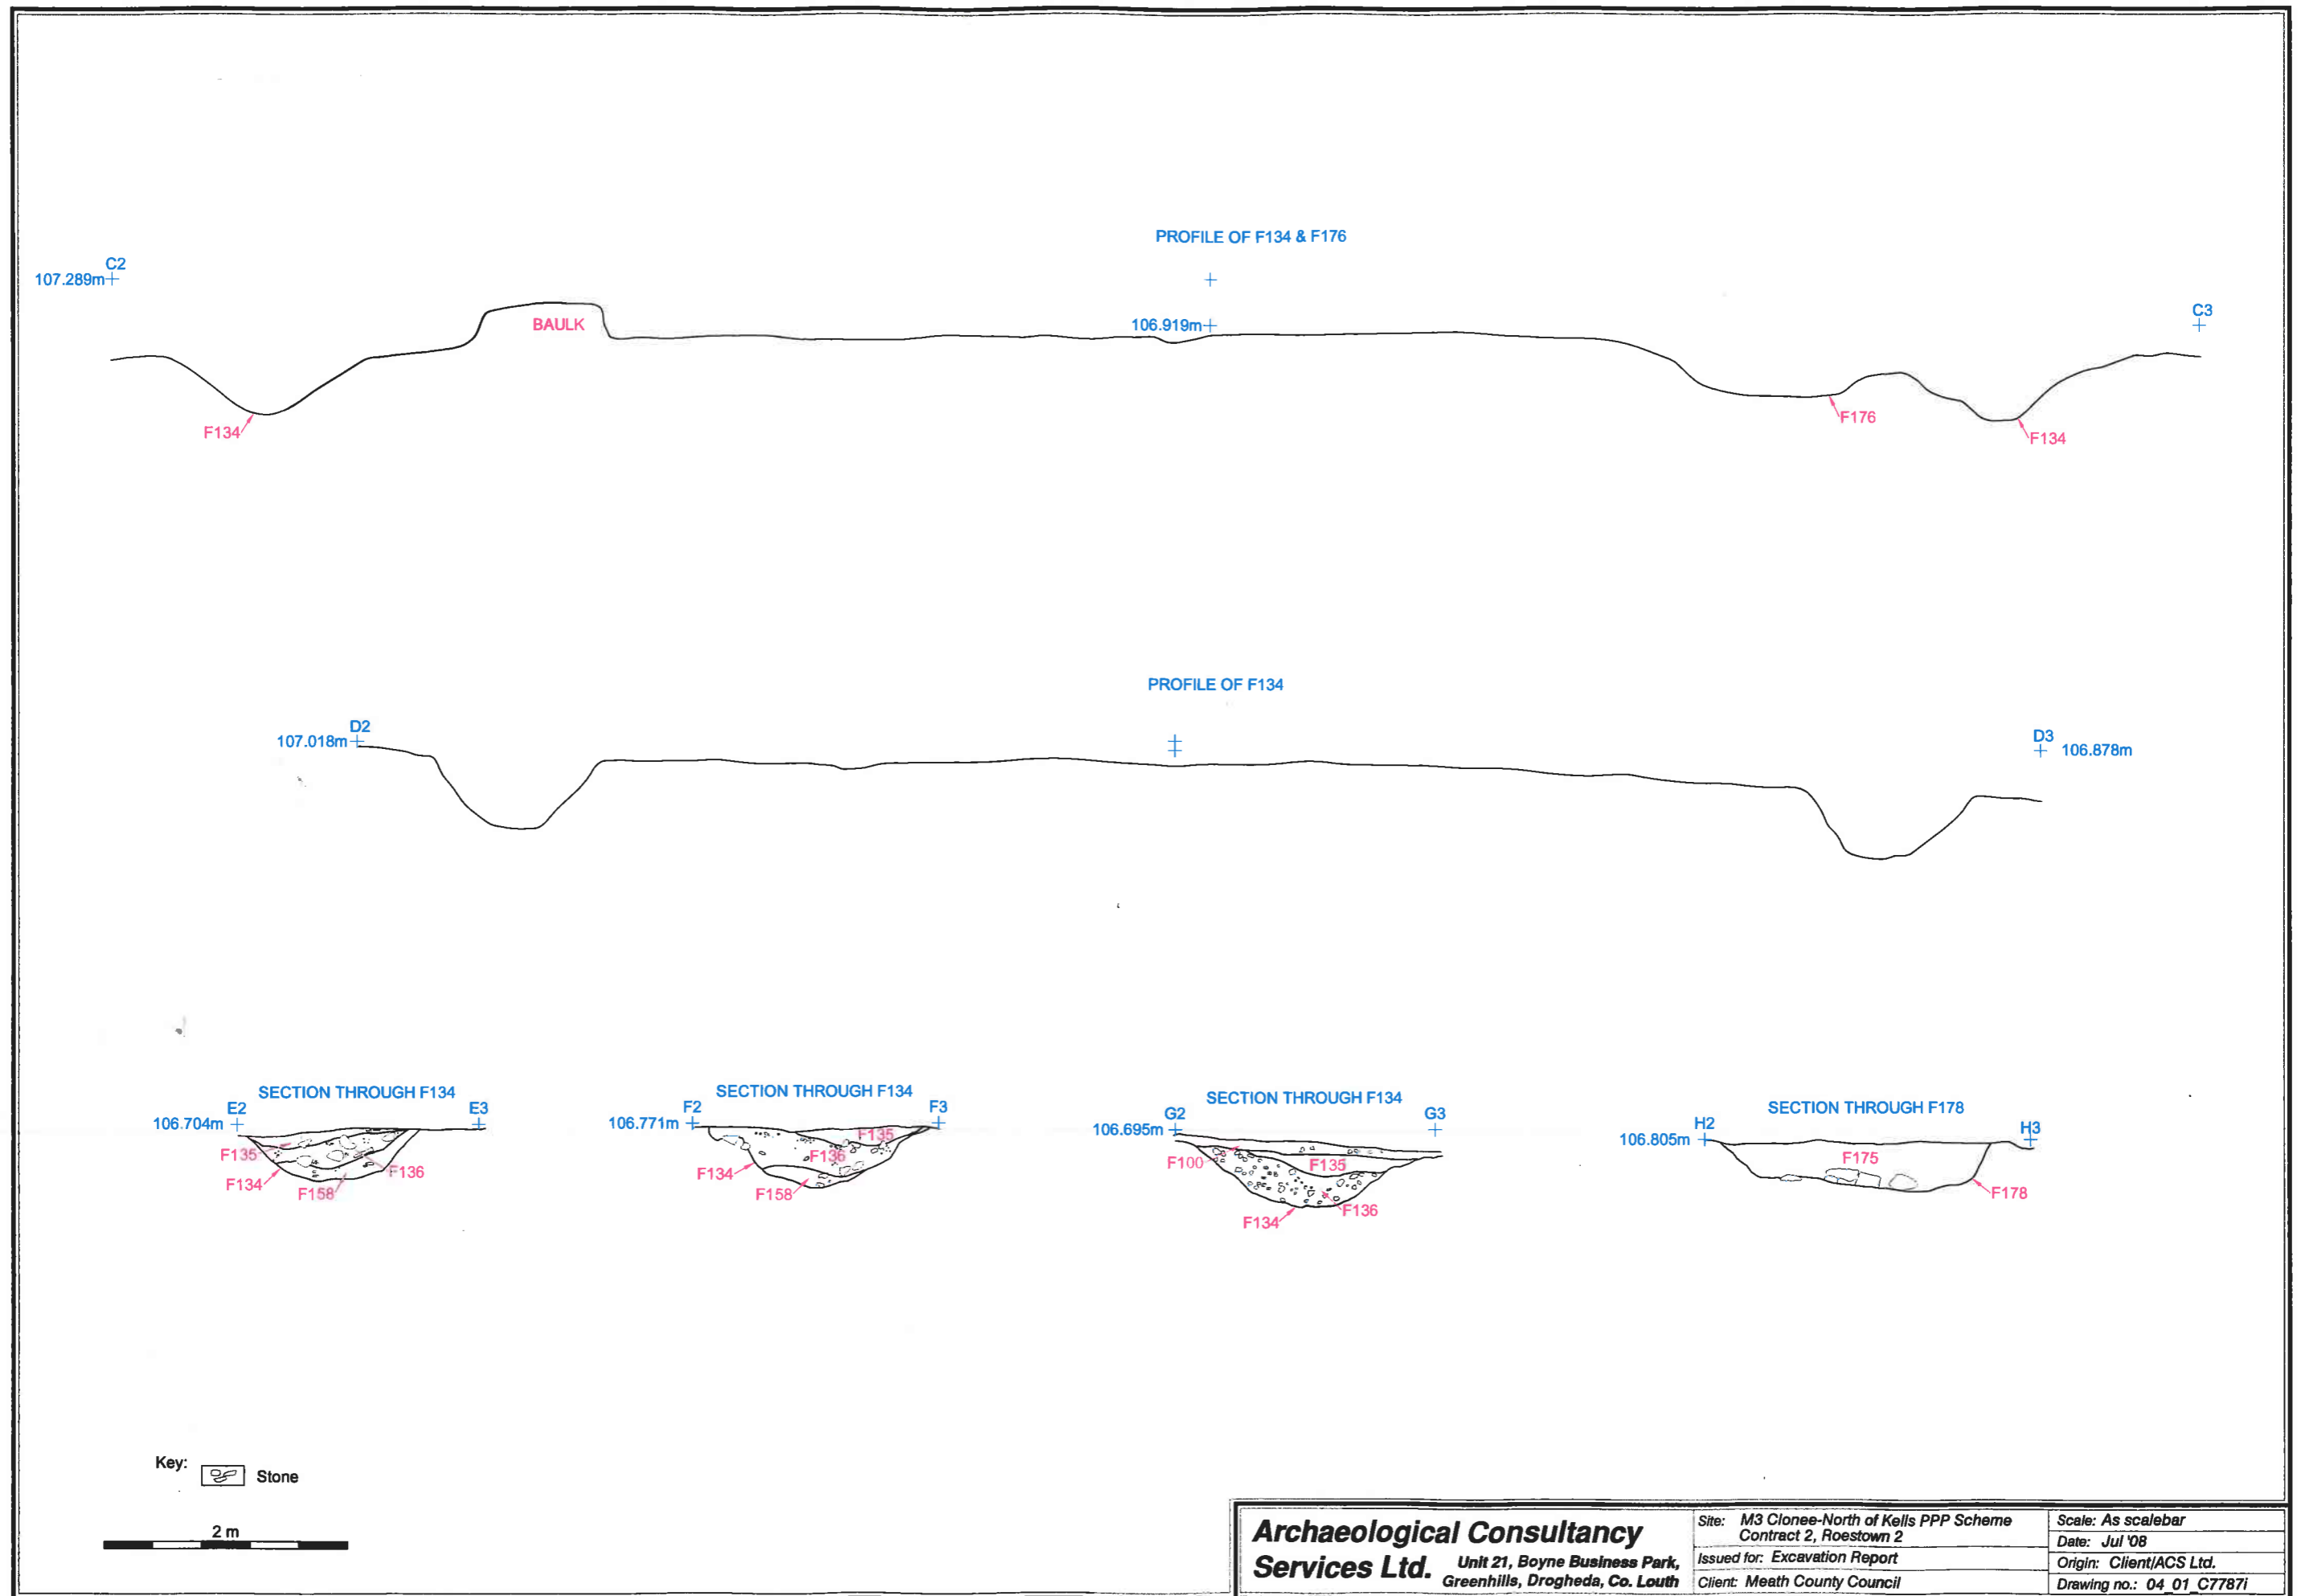 PROFILE OF F134 & F176
C2
107.289m
BAULK
106.919m
C3
F134
F176
F134
PROFILE OF F134
D2
107.018m
D3
106.878m
SECTION THROUGH F134
E2
E3
106.704m
F135
F134
F158
F136
SECTION THROUGH F134
F2
F3
106.771m
F135
F136
F134
F158
SECTION THROUGH F134
G2
G3
106.695m
F100
F135
F134
F136
SECTION THROUGH F178
H2
H3
106.805m
F175
F178
Key:
Stone
2 m
Archaeological Consultancy
Services Ltd.
Unit 21, Boyne Business Park,
Greenhills, Drogheda, Co. Louth
Site: M3 Clonee-North of Kells PPP Scheme
Contract 2, Roestown 2
Issued for: Excavation Report
Client: Meath County Council
Scale: As scalebar
Date: Jul '08
Origin: Client/ACS Ltd.
Drawing no.: 04_01_C7787i